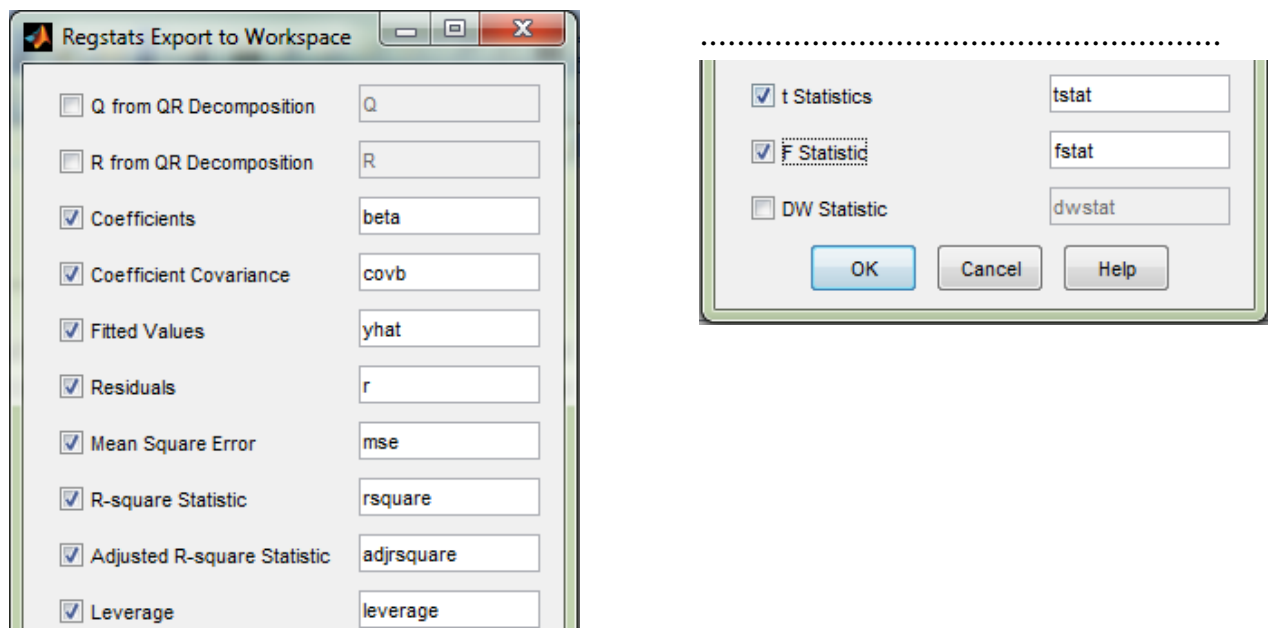 Regstats Export to Workspace
Q from QR Decomposition Q
R from QR Decomposition R
Coefficients beta
Coefficient Covariance covb
Fitted Values yhat
Residuals r
Mean Square Error mse
R-square Statistic rsquare
Adjusted R-square Statistic adjrsquare
Leverage leverage
........................................................
t Statistics tstat
F Statistic fstat
DW Statistic dwstat
OK Cancel Help